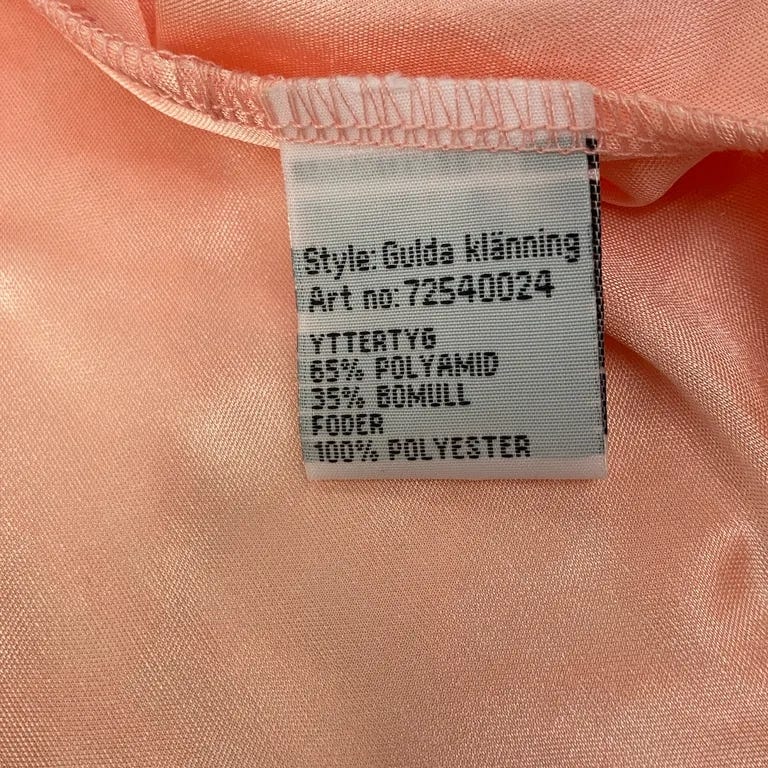 Style: Gulda klänning
Art no: 72540024
YTTERTYG
65% POLYAMID
35% BOMULL
FODER
100% POLYESTER